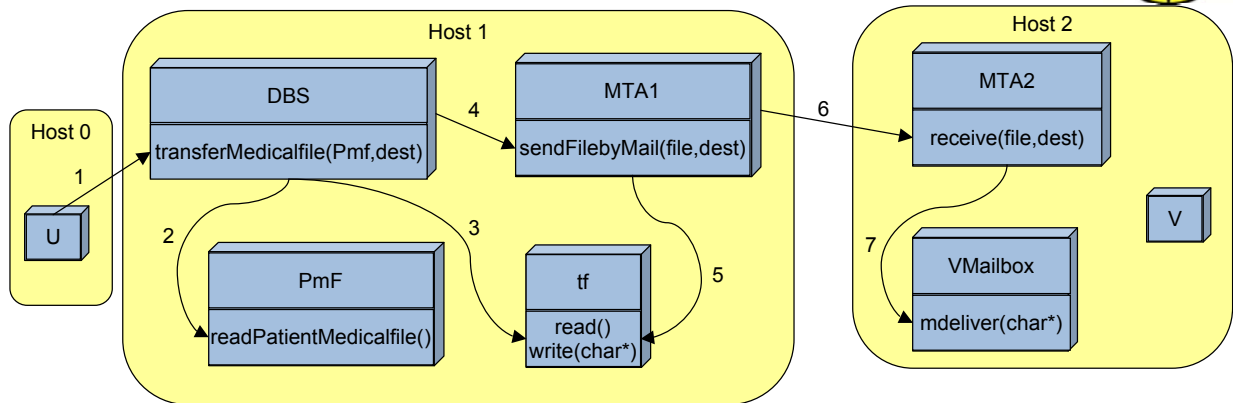 Host 0
1
U
Host 1
DBS
transferMedicalfile(Pmf,dest)
4
MTA1
sendFilebyMail(file,dest)
2
3
5
PmF
readPatientMedicalfile()
tf
read()
write(char*)
6
Host 2
MTA2
receive(file,dest)
7
V
VMailbox
mdeliver(char*)